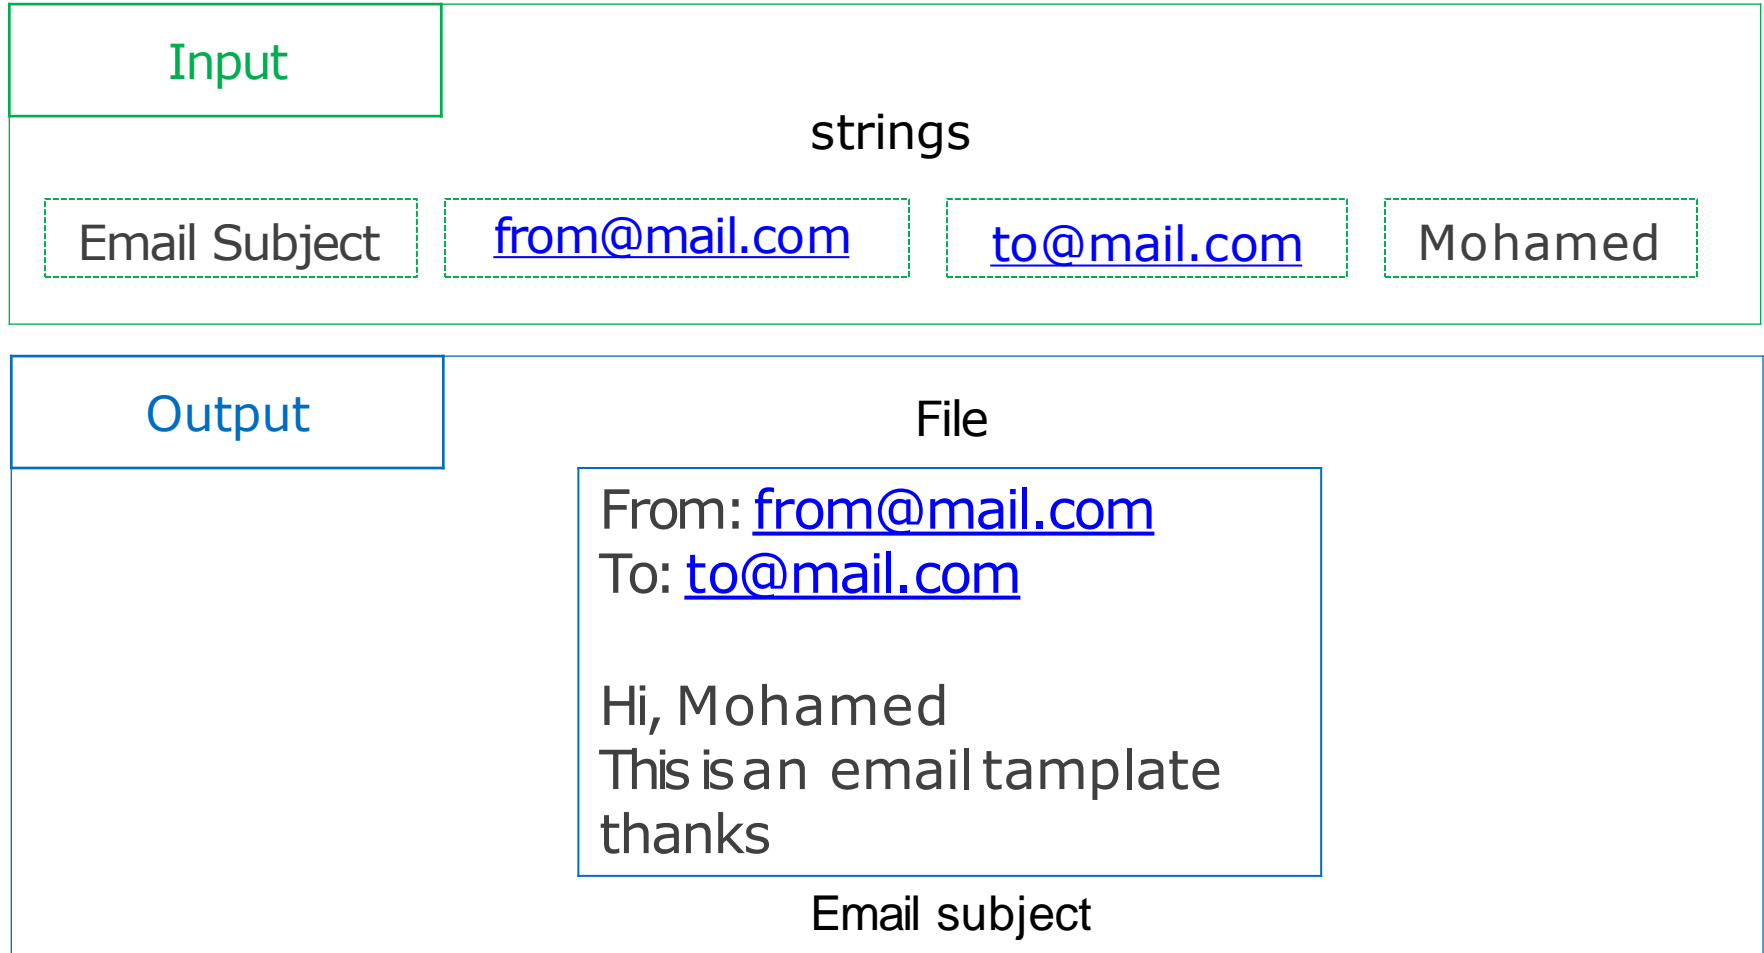 Input
strings
Email Subject from@mail.com to@mail.com Mohamed
Output
File
From: from@mail.com
To: to@mail.com
Hi, Mohamed
This is an email tamplate
thanks
Email subject